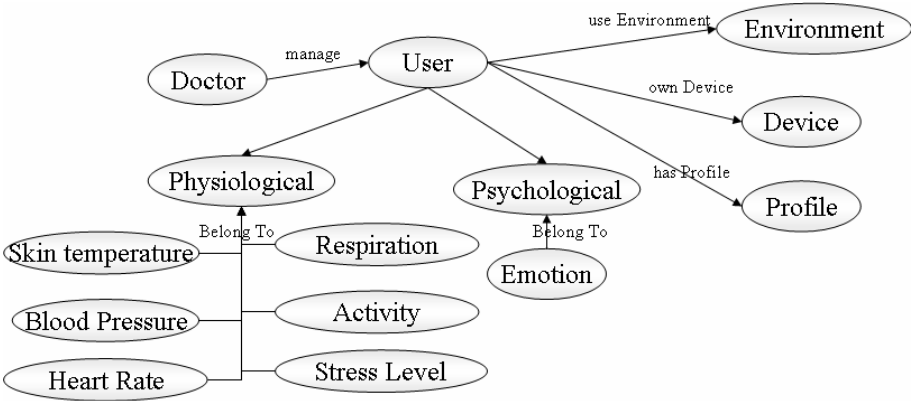 use Environment
Environment
manage
User
Doctor
own Device
Device
Physiological
Psychological
has Profile
Profile
Belong To
Belong To
Skin temperature
Respiration
Emotion
Blood Pressure
Activity
Heart Rate
Stress Level